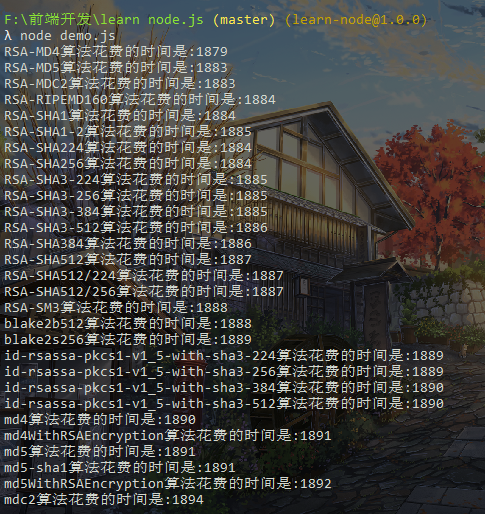 F:\前端开发\learn node.js (master) (learn-node@1.0.0)
λ node demo.js
RSA-MD4算法花费的时间是:1879
RSA-MD5算法花费的时间是:1883
RSA-MDC2算法花费的时间是:1883
RSA-RIPEMD160算法花费的时间是:1884
RSA-SHA1算法花费的时间是:1884
RSA-SHA1-2算法花费的时间是:1885
RSA-SHA224算法花费的时间是:1884
RSA-SHA256算法花费的时间是:1884
RSA-SHA3-224算法花费的时间是:1885
RSA-SHA3-256算法花费的时间是:1885
RSA-SHA3-384算法花费的时间是:1885
RSA-SHA3-512算法花费的时间是:1886
RSA-SHA384算法花费的时间是:1886
RSA-SHA512算法花费的时间是:1887
RSA-SHA512/224算法花费的时间是:1887
RSA-SHA512/256算法花费的时间是:1887
RSA-SM3算法花费的时间是:1888
blake2b512算法花费的时间是:1888
blake2s256算法花费的时间是:1889
id-rsassa-pkcs1-v1_5-with-sha3-224算法花费的时间是:1889
id-rsassa-pkcs1-v1_5-with-sha3-256算法花费的时间是:1889
id-rsassa-pkcs1-v1_5-with-sha3-384算法花费的时间是:1890
id-rsassa-pkcs1-v1_5-with-sha3-512算法花费的时间是:1890
md4算法花费的时间是:1890
md4WithRSAEncryption算法花费的时间是:1891
md5算法花费的时间是:1891
md5-sha1算法花费的时间是:1891
md5WithRSAEncryption算法花费的时间是:1892
mdc2算法花费的时间是:1894